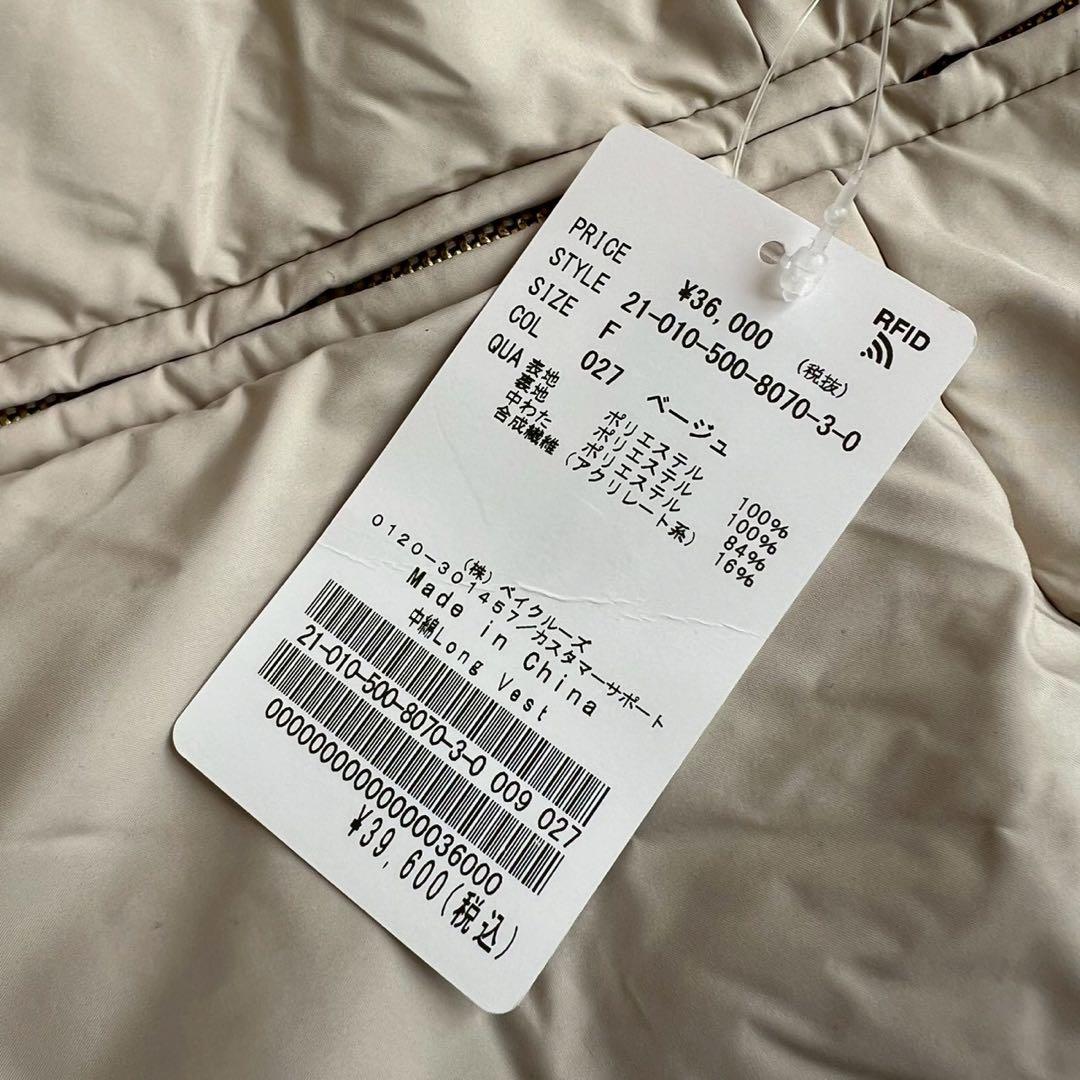 RFID
PRICE ¥36,000 (税抜)
STYLE 21-010-500-8070-3-0
SIZE F
COL 027 ベージュ
QUA 表地 ポリエステル 100%
裏地 ポリエステル 100%
中わた ポリエステル 84%
合成繊維 (アクリレート系) 16%
(株) ベイクルーズ
0120-301457/カスタマーサポート
Made in China
中綿Long Vest
21-010-500-8070-3-0 009 027
000000000000000036000
¥39,600(税込)